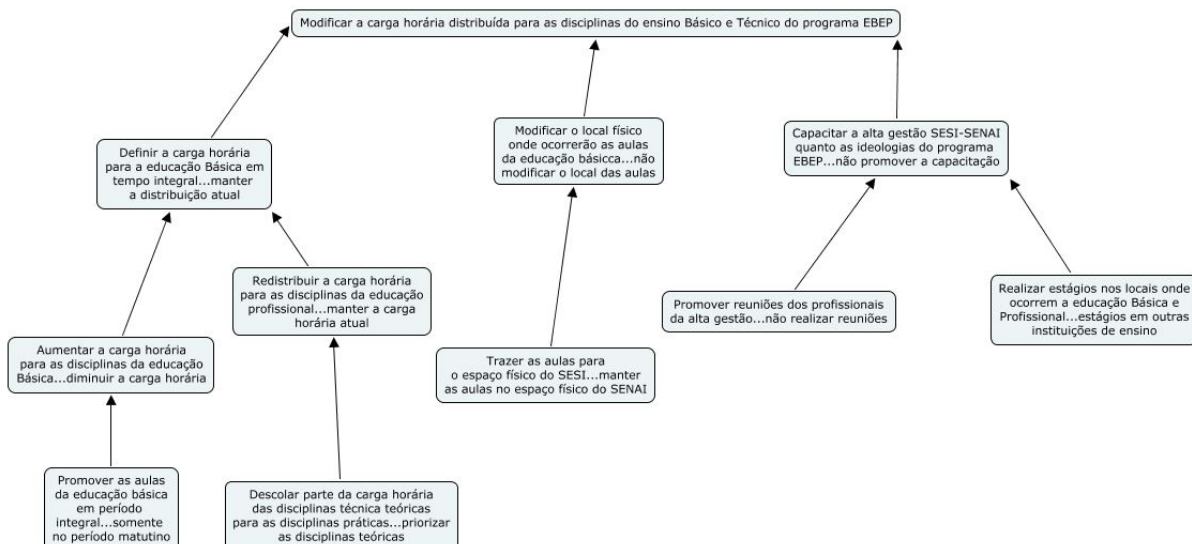 Modificar a carga horária distribuída para as disciplinas do ensino Básico e Técnico do programa EBEP
Definir a carga horária
para a educação Básica em
tempo integral...manter
a distribuição atual
Modificar o local físico
onde ocorrerão as aulas
da educação básicca...não
modificar o local das aulas
Capacitar a alta gestão SESI-SENAI
quanto as ideologias do programa
EBEP...não promover a capacitação
Redistribuir a carga horária
para as disciplinas da educação
profissional...manter a carga
horária atual
Promover reuniões dos profissionais
da alta gestão...não realizar reuniões
Realizar estágios nos locais onde
ocorrem a educação Básica e
Profissional...estágios em outras
instituições de ensino
Aumentar a carga horária
para as disciplinas da educação
Básica...diminuir a carga horária
Trazer as aulas para
o espaço físico do SESI...manter
as aulas no espaço físico do SENAI
Promover as aulas
da educação básica
em período
integral...somente
no período matutino
Descolar parte da carga horária
das disciplinas técnica teóricas
para as disciplinas práticas...priorizar
as disciplinas teóricas